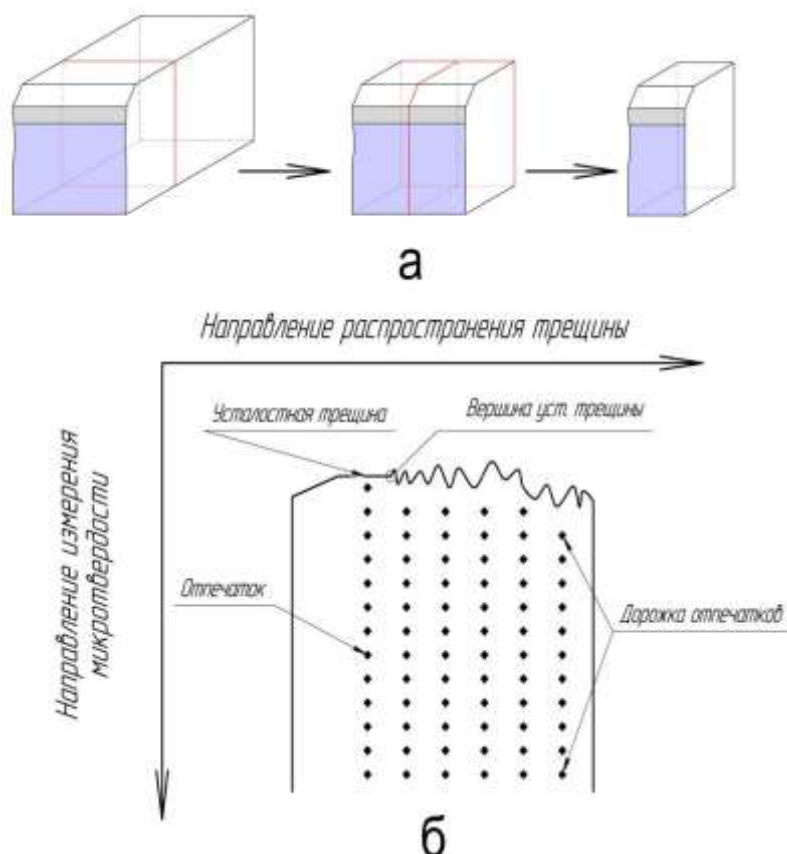 а
Направление распространения трещины
Усталостная трещина
Вершина уст. трещины
Направление измерения
микротвердости
Отпечаток
Дорожка отпечатков
б